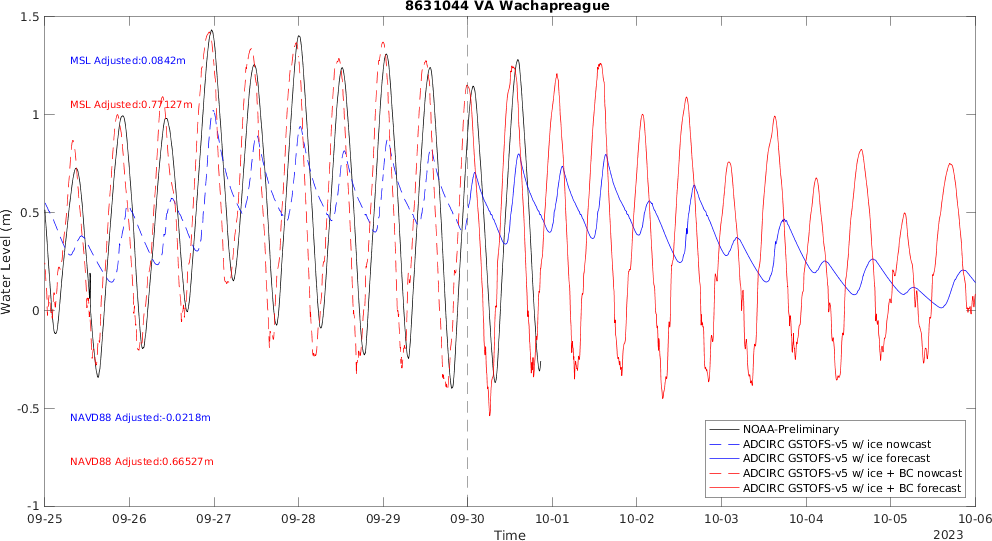 8631044 VA Wachapreague
1.5
1
0.5
0
-0.5
-1
Water Level (m)
MSL Adjusted:0.0842m
MSL Adjusted:0.77127m
NAVD88 Adjusted:-0.0218m
NAVD88 Adjusted:0.66527m
NOAA-Preliminary
ADCIRC GSTOFS-v5 w/ ice nowcast
ADCIRC GSTOFS-v5 w/ ice forecast
ADCIRC GSTOFS-v5 w/ ice + BC nowcast
ADCIRC GSTOFS-v5 w/ ice + BC forecast
09-25 09-26 09-27 09-28 09-29 09-30 10-01 10-02 10-03 10-04 10-05 10-06
Time
2023